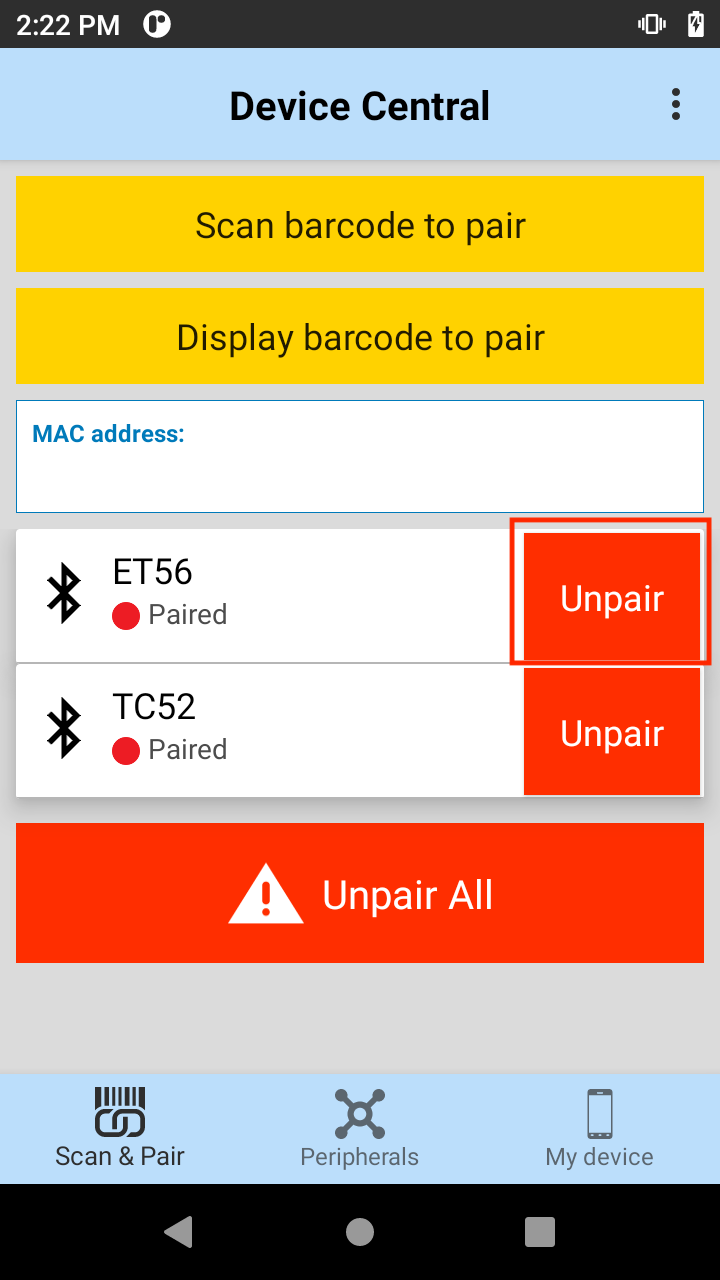 2:22 PM
Device Central
Scan barcode to pair
Display barcode to pair
MAC address:
ET56
Paired
Unpair
TC52
Paired
Unpair
Unpair All
Scan & Pair
Peripherals
My device